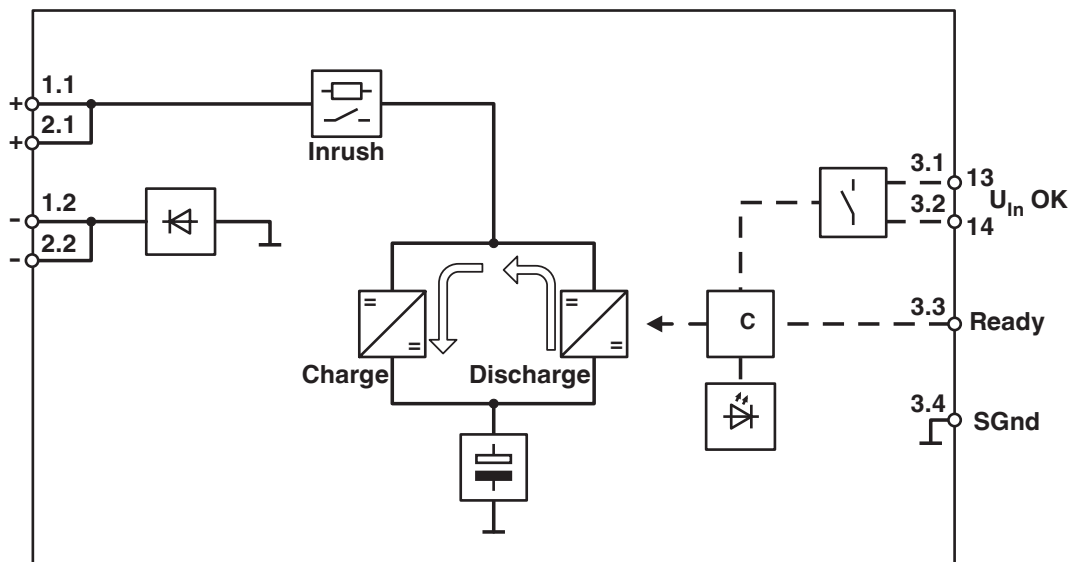 1.1
+
2.1
+
Inrush
1.2
-
2.2
-
3.1
13
U_In OK
3.2
14
=
=
=
=
Charge
Discharge
C
3.3
Ready
3.4
SGnd